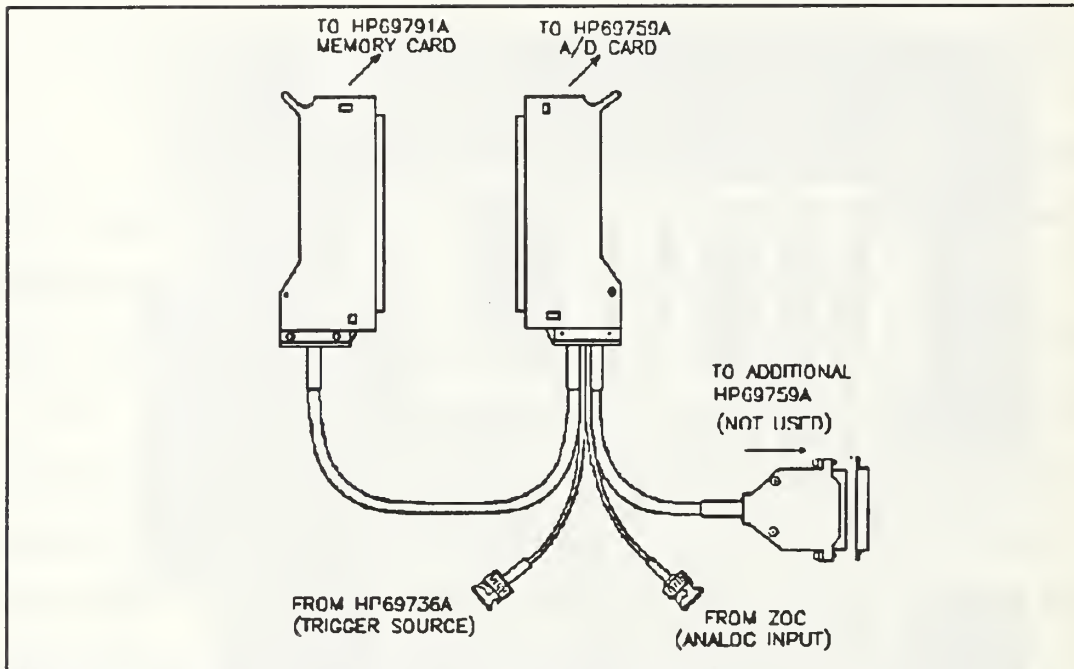 TO HP69791A
MEMORY CARD
TO HP69759A
A/D CARD
TO ADDITIONAL
HP69759A
(NOT USED)
FROM HP69736A
(TRIGGER SOURCE)
FROM ZOC
(ANALOG INPUT)